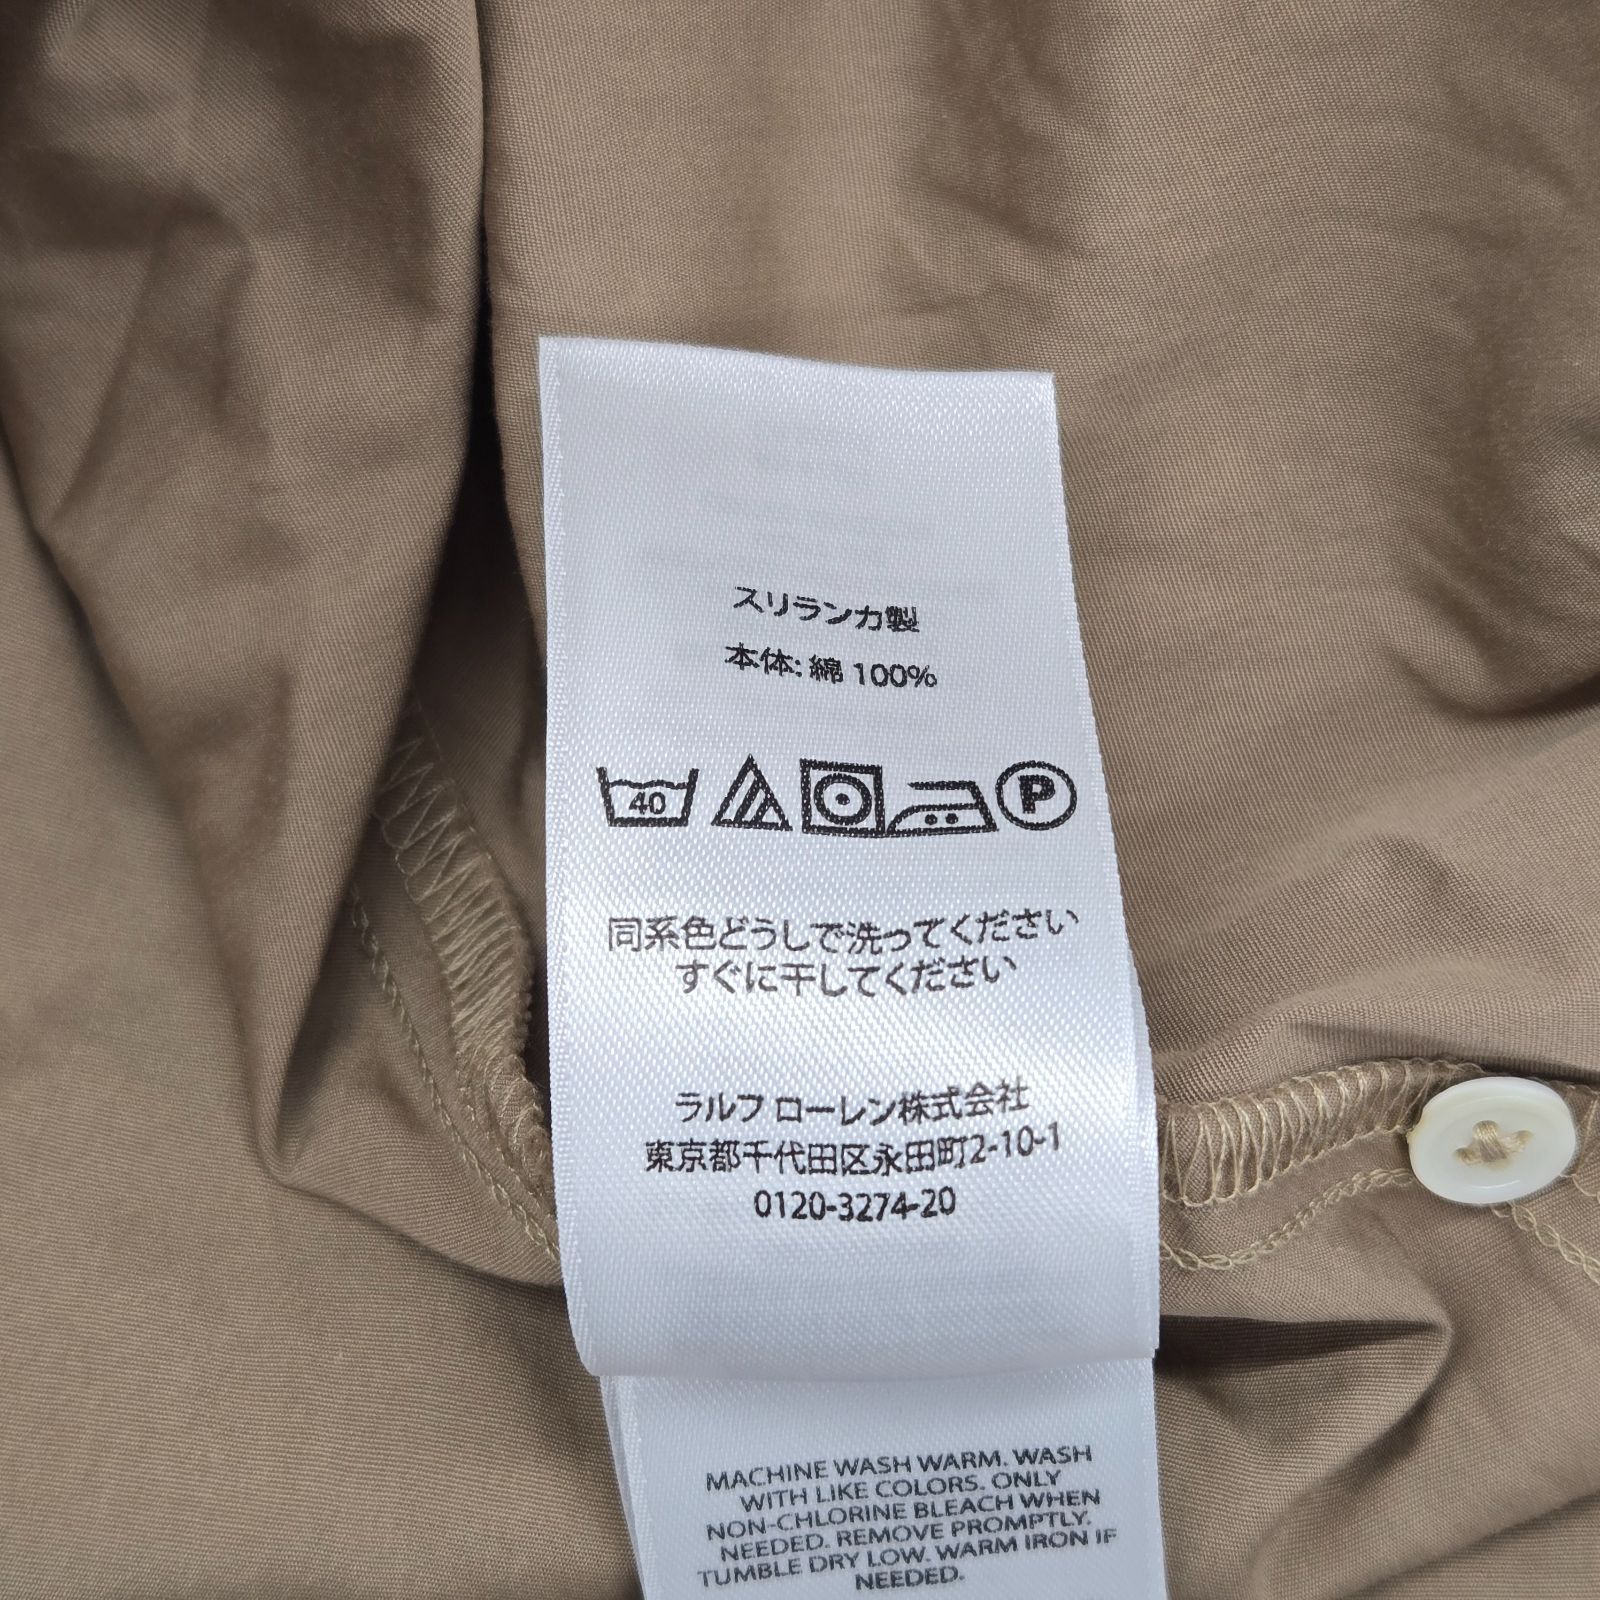 スリランカ製
本体: 綿 100%
40
P
同系色どうしで洗ってください
すぐに干してください
ラルフ ローレン株式会社
東京都千代田区永田町2-10-1
0120-3274-20
MACHINE WASH WARM. WASH
WITH LIKE COLORS. ONLY
NON-CHLORINE BLEACH WHEN
NEEDED. REMOVE PROMPTLY.
TUMBLE DRY LOW. WARM IRON IF
NEEDED.